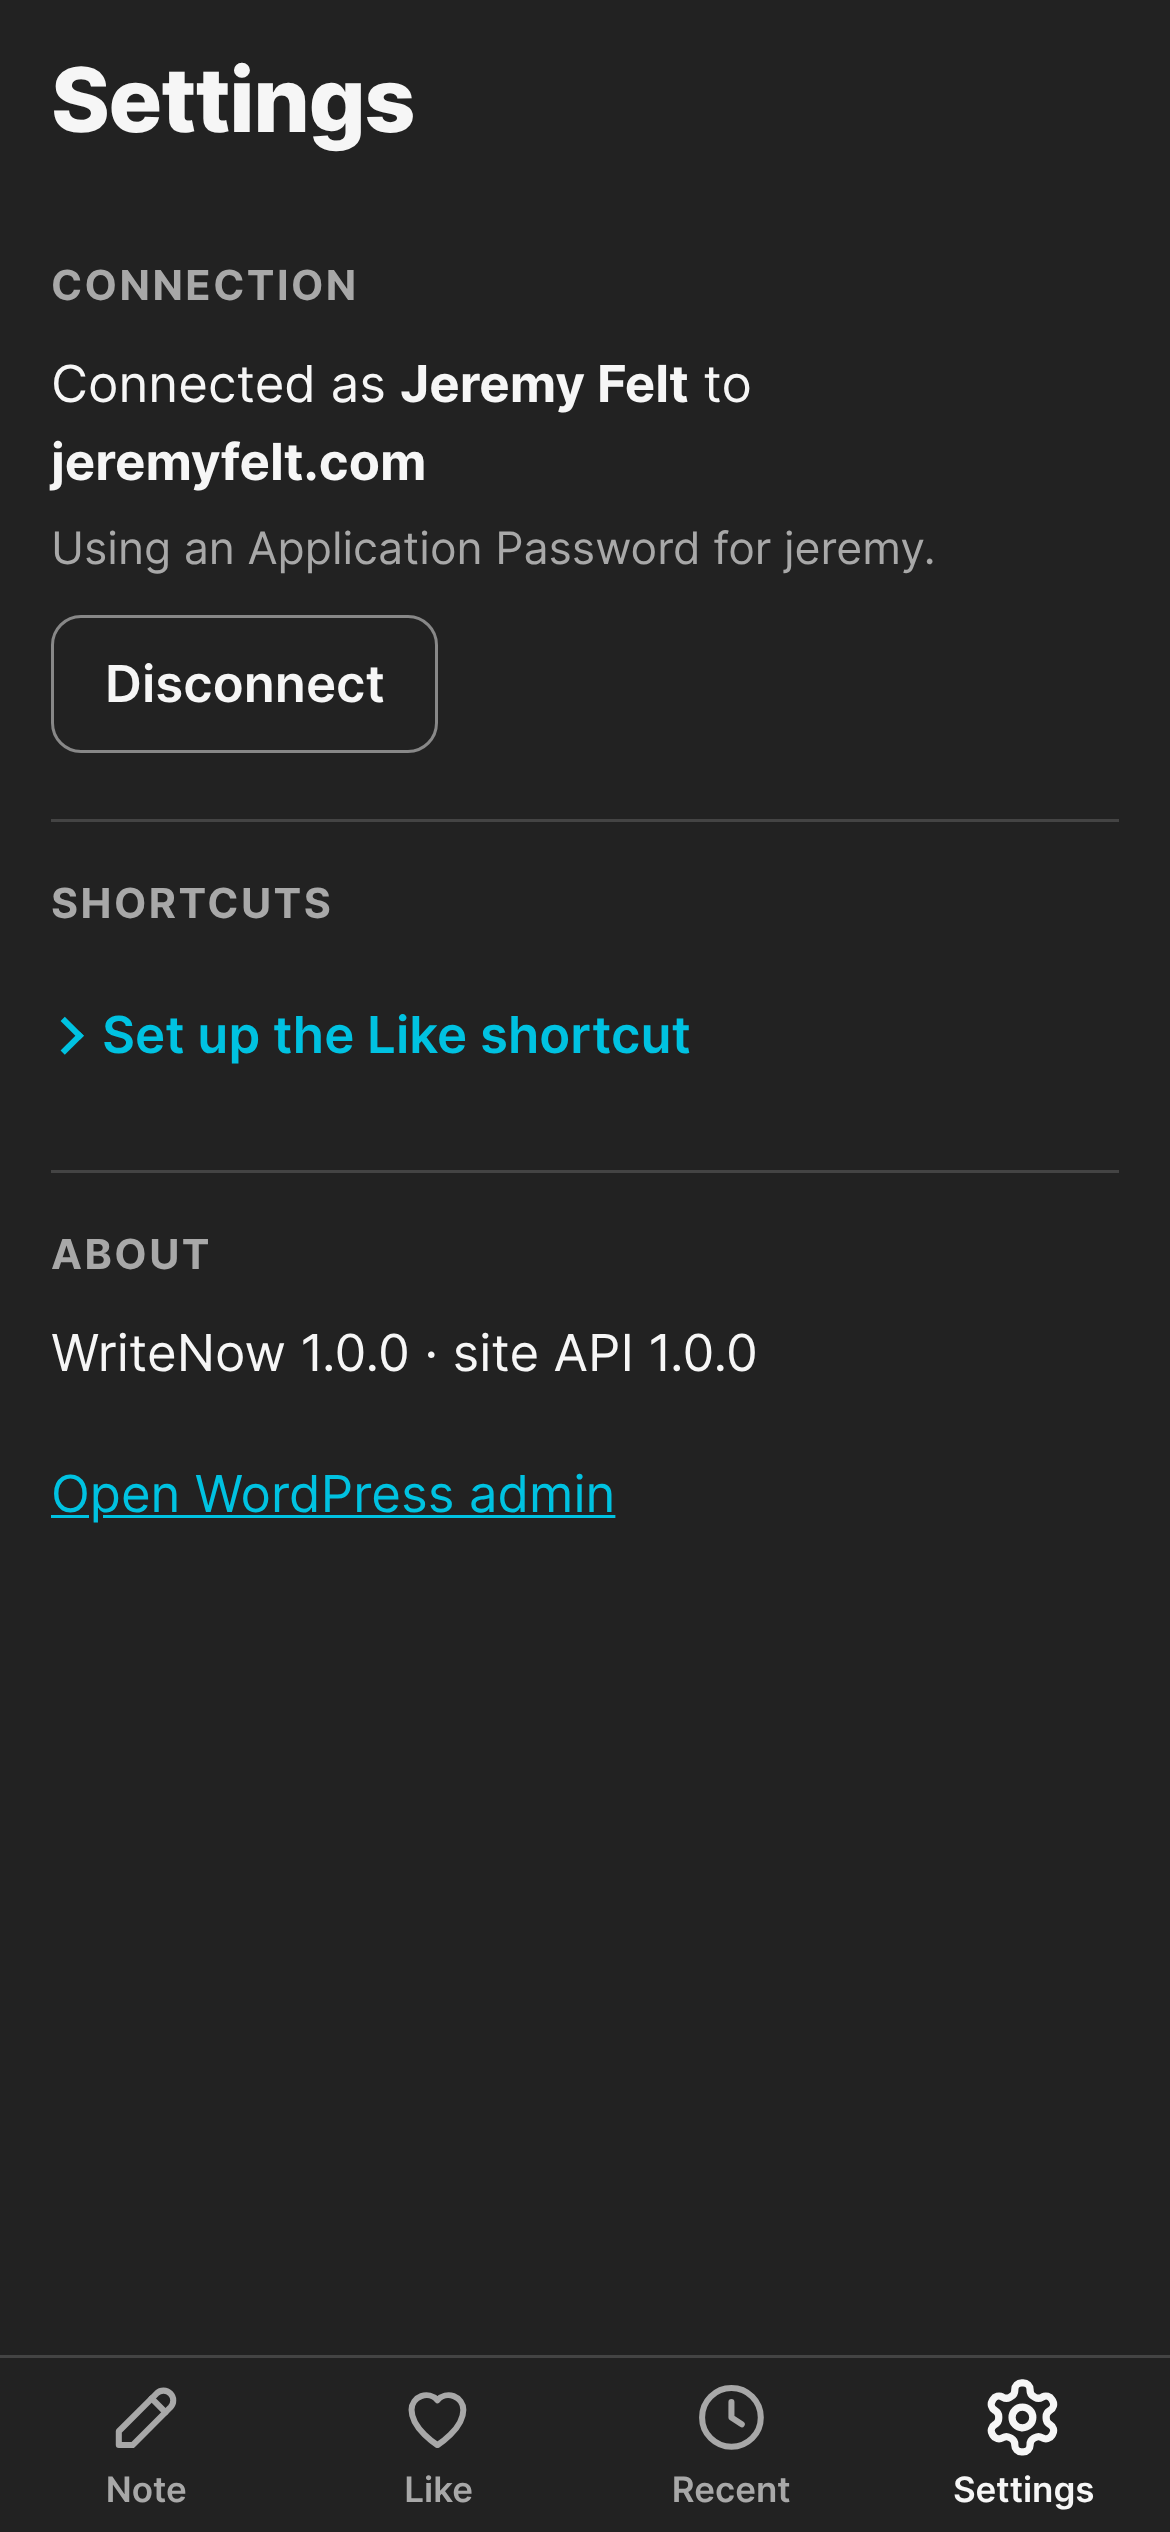 Settings
CONNECTION
Connected as Jeremy Felt to
jeremyfelt.com
Using an Application Password for jeremy.
Disconnect
SHORTCUTS
Set up the Like shortcut
ABOUT
WriteNow 1.0.0 · site API 1.0.0
Open WordPress admin
Note Like Recent Settings